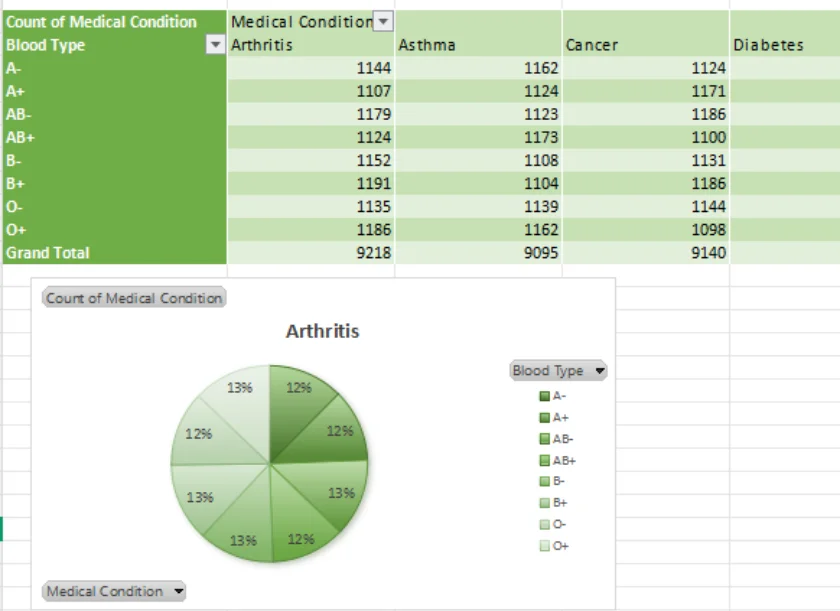 Count of Medical Condition Medical Condition
Blood Type Arthritis Asthma Cancer Diabetes
A- 1144 1162 1124
A+ 1107 1124 1171
AB- 1179 1123 1186
AB+ 1124 1173 1100
B- 1152 1108 1131
B+ 1191 1104 1186
O- 1135 1139 1144
O+ 1186 1162 1098
Grand Total 9218 9095 9140
Count of Medical Condition
Arthritis
Blood Type
13% 12%
12% 12%
13% 13%
13% 12%
A-
A+
AB-
AB+
B-
B+
O-
O+
Medical Condition